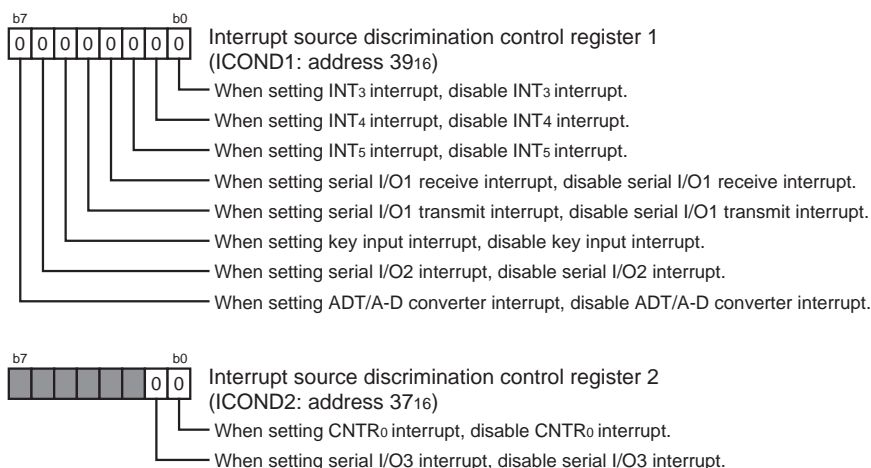 b7 b0
0 0 0 0 0 0 0 0
Interrupt source discrimination control register 1
(ICOND1: address 3916)
When setting INT3 interrupt, disable INT3 interrupt.
When setting INT4 interrupt, disable INT4 interrupt.
When setting INT5 interrupt, disable INT5 interrupt.
When setting serial I/O1 receive interrupt, disable serial I/O1 receive interrupt.
When setting serial I/O1 transmit interrupt, disable serial I/O1 transmit interrupt.
When setting key input interrupt, disable key input interrupt.
When setting serial I/O2 interrupt, disable serial I/O2 interrupt.
When setting ADT/A-D converter interrupt, disable ADT/A-D converter interrupt.
b7 b0
0 0
Interrupt source discrimination control register 2
(ICOND2: address 3716)
When setting CNTR0 interrupt, disable CNTR0 interrupt.
When setting serial I/O3 interrupt, disable serial I/O3 interrupt.